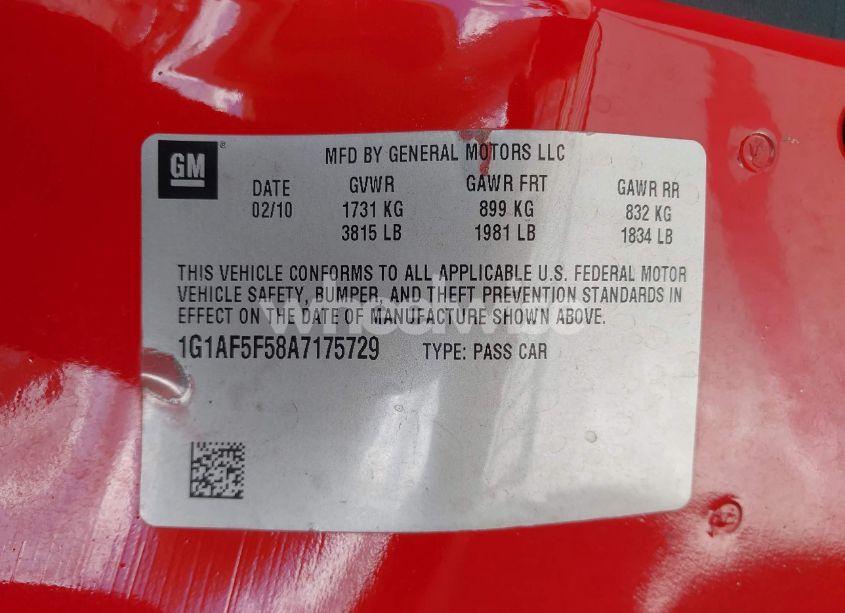 GM
MFD BY GENERAL MOTORS LLC
DATE GVWR GAWR FRT GAWR RR
02/10 1731 KG 899 KG 832 KG
3815 LB 1981 LB 1834 LB
THIS VEHICLE CONFORMS TO ALL APPLICABLE U.S. FEDERAL MOTOR
VEHICLE SAFETY, BUMPER, AND THEFT PREVENTION STANDARDS IN
EFFECT ON THE DATE OF MANUFACTURE SHOWN ABOVE.
1G1AF5F58A7175729 TYPE: PASS CAR